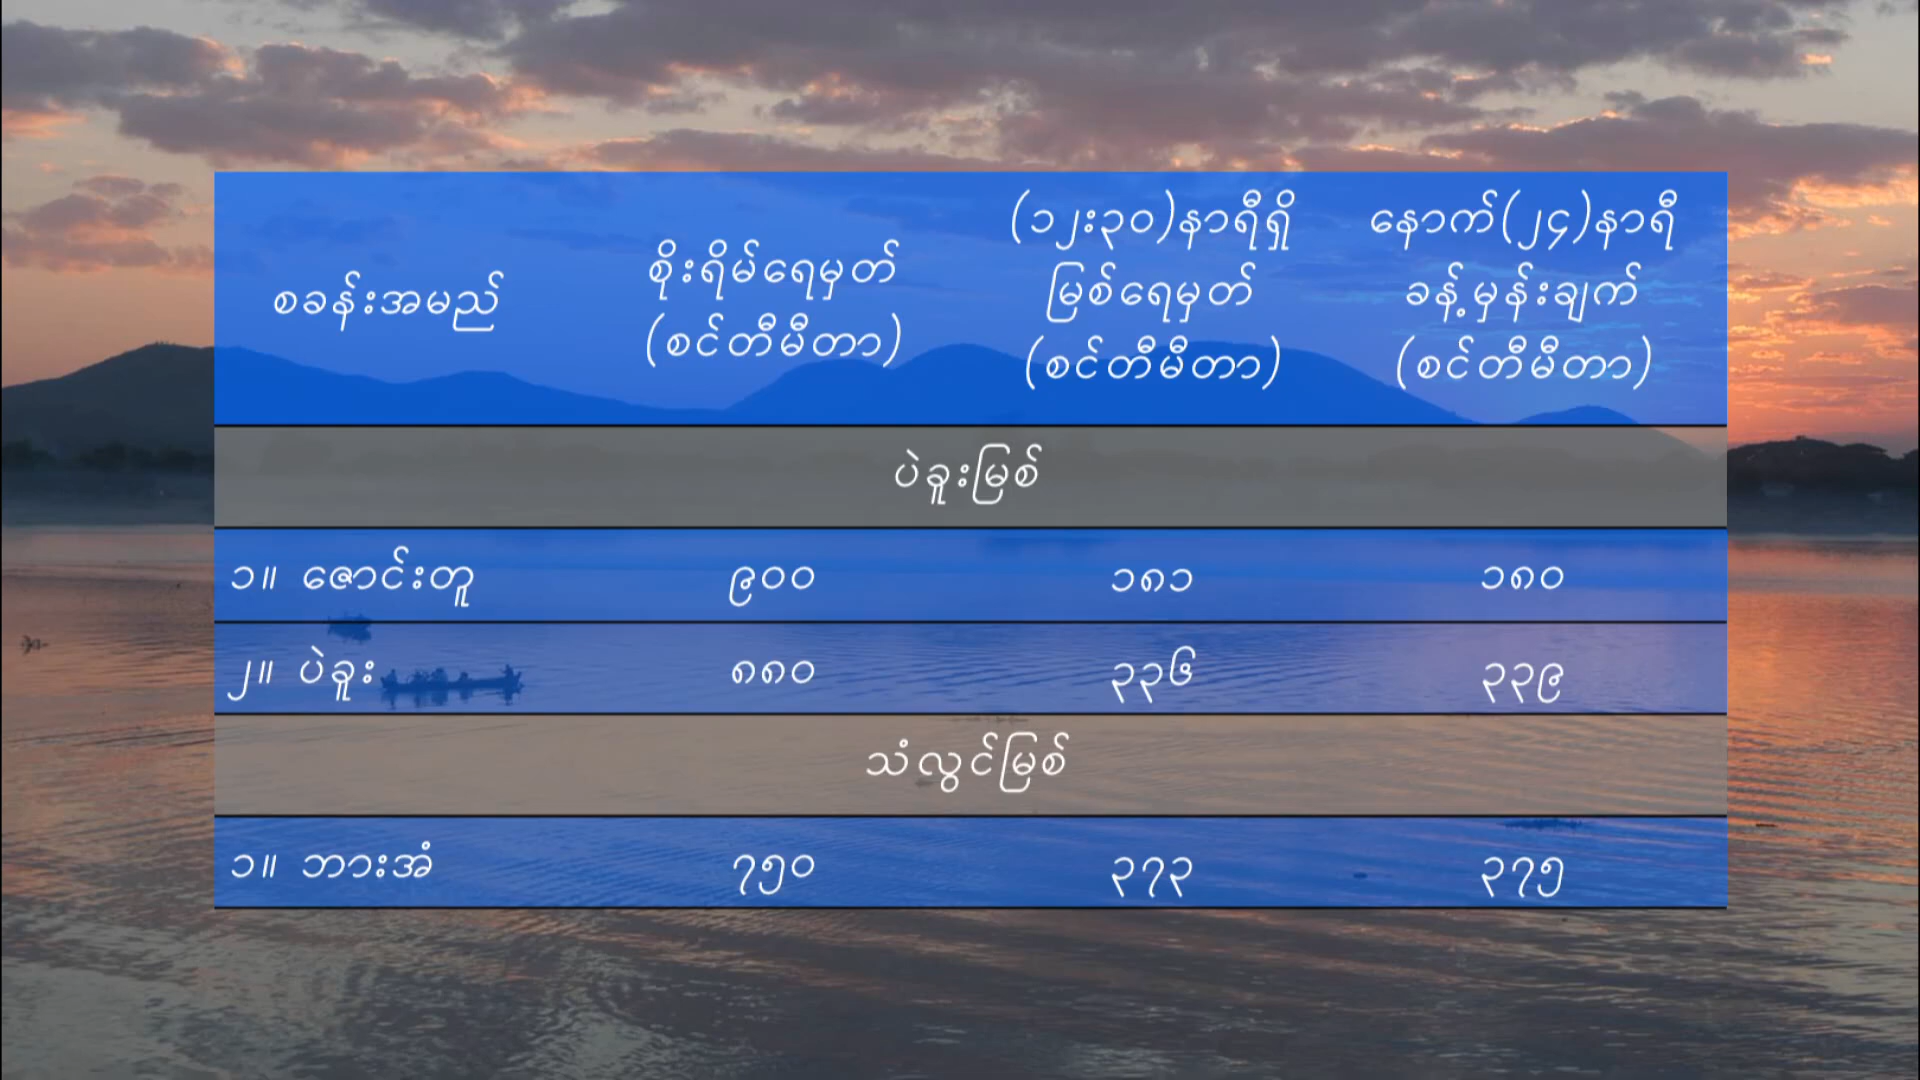 စခန်းအမည်
စိုးရိမ်ရေမှတ်
(စင်တီမီတာ)
(၁၂း၃၀)နာရီရှိ
မြစ်ရေမှတ်
(စင်တီမီတာ)
နောက်(၂၄)နာရီ
ခန့်မှန်းချက်
(စင်တီမီတာ)
ပဲခူးမြစ်
၁။ ဇောင်းတူ ၉၀၀ ၁၈၁ ၁၈၀
၂။ ပဲခူး ၈၈၀ ၃၃၆ ၃၃၉
သံလွင်မြစ်
၁။ ဘားအံ ၇၅၀ ၃၇၃ ၃၇၅